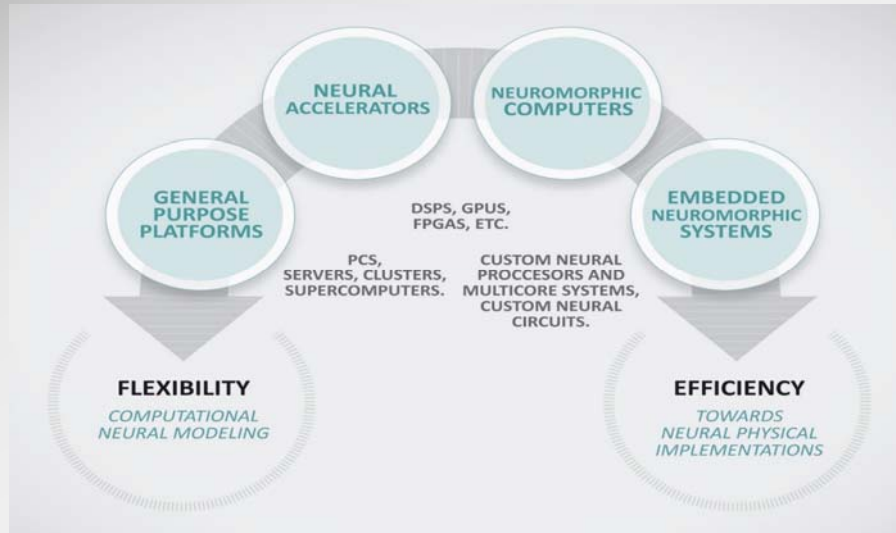 NEURAL
ACCELERATORS
NEUROMORPHIC
COMPUTERS
GENERAL
PURPOSE
PLATFORMS
EMBEDDED
NEUROMORPHIC
SYSTEMS
DSPS, GPUS,
FPGAS, ETC.
PCS,
SERVERS, CLUSTERS,
SUPERCOMPUTERS.
CUSTOM NEURAL
PROCCESORS AND
MULTICORE SYSTEMS,
CUSTOM NEURAL
CIRCUITS.
FLEXIBILITY
COMPUTATIONAL
NEURAL MODELING
EFFICIENCY
TOWARDS
NEURAL PHYSICAL
IMPLEMENTATIONS